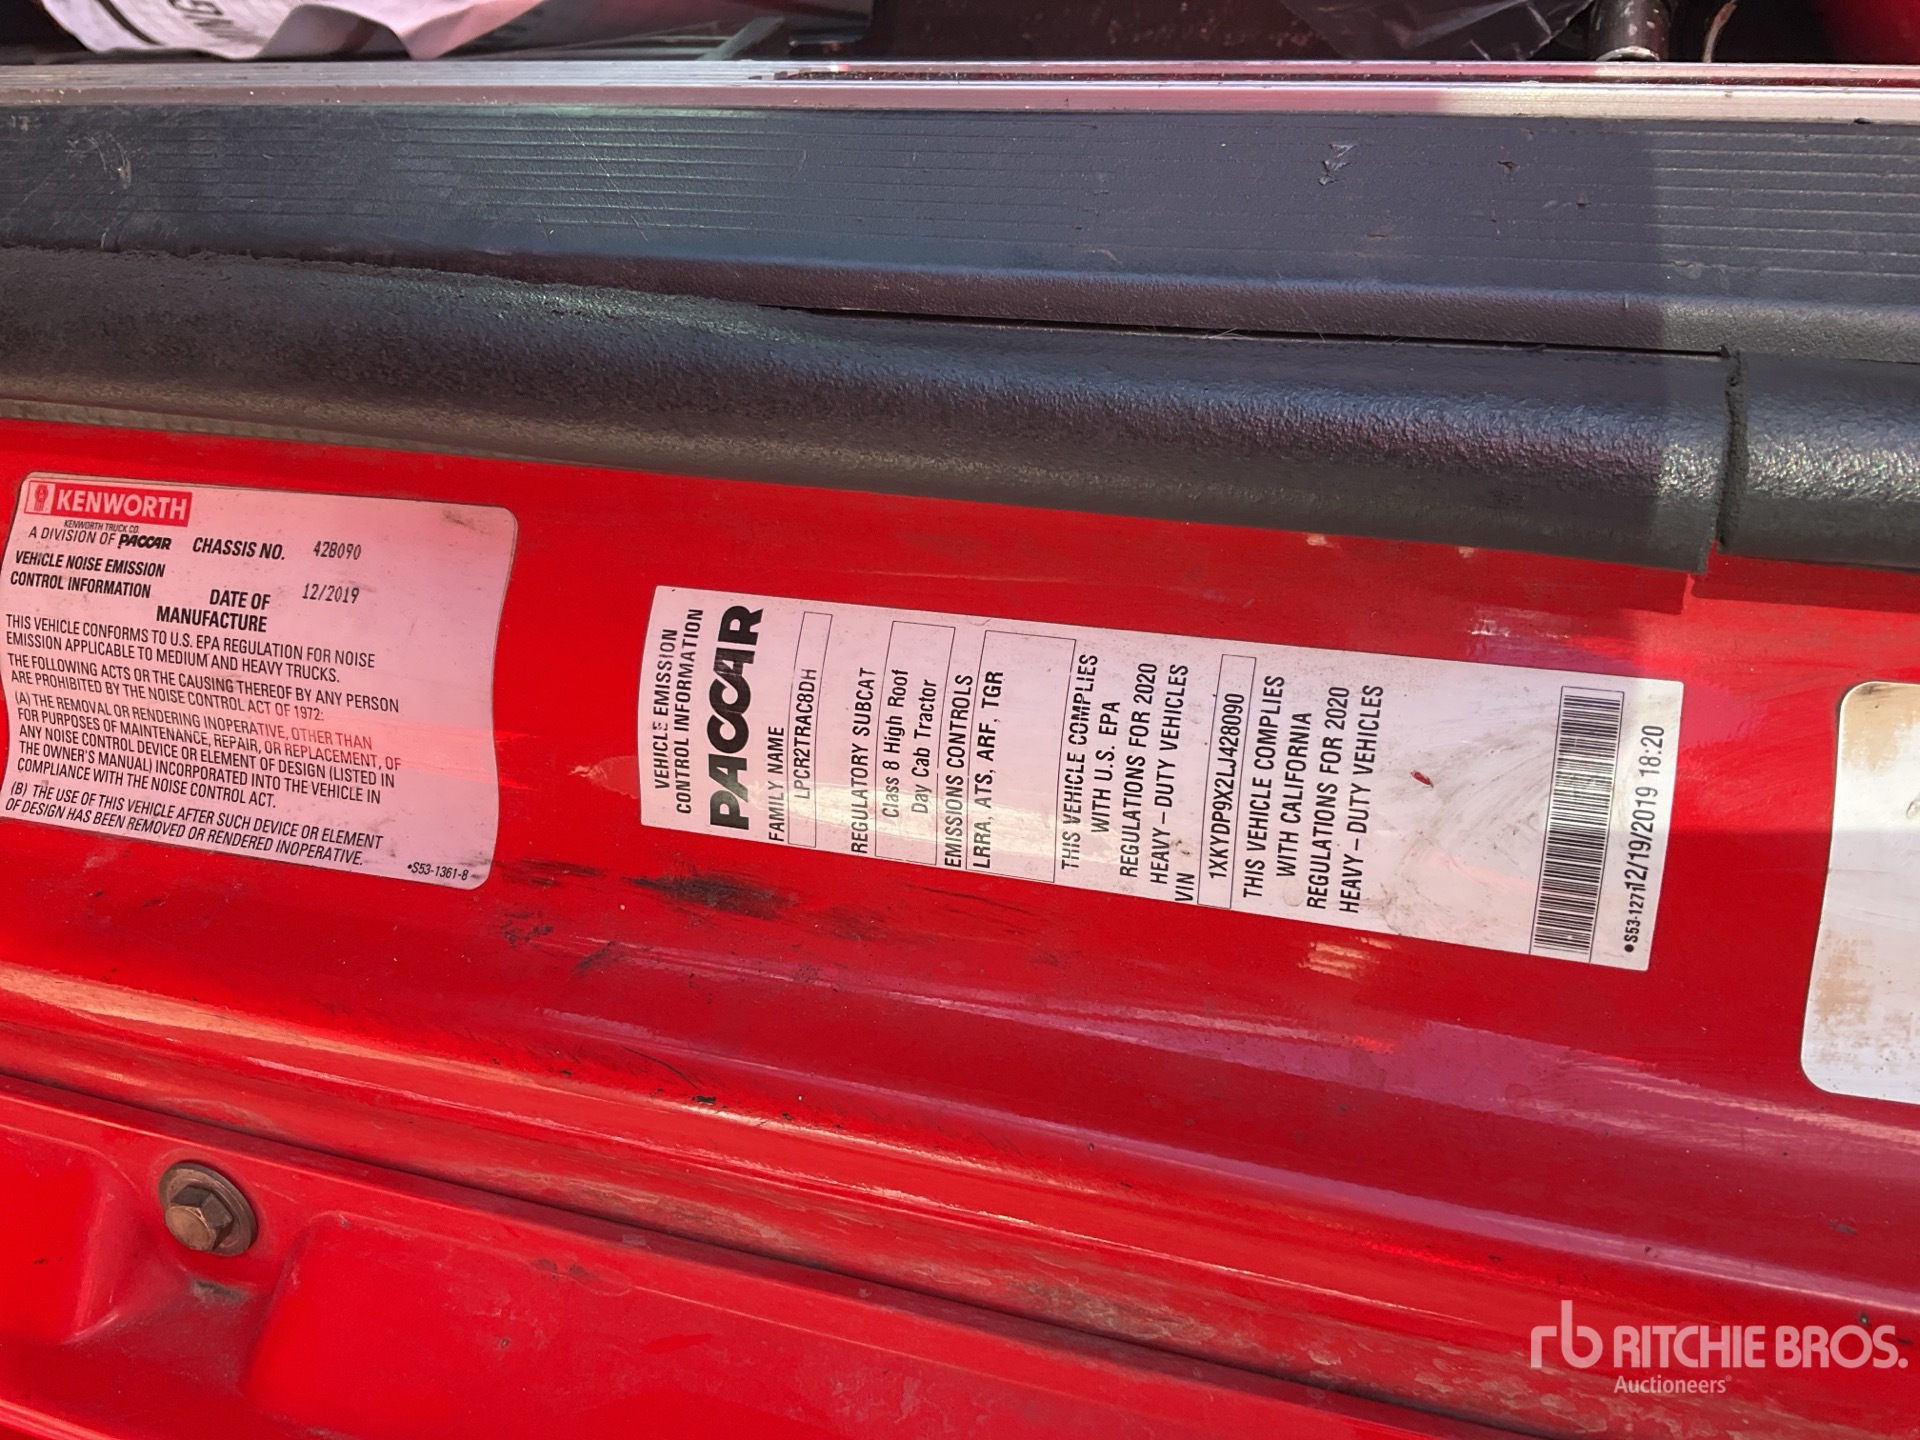 KENWORTH
KENWORTH TRUCK CO.
A DIVISION OF PACCAR
CHASSIS NO. 428090
VEHICLE NOISE EMISSION
CONTROL INFORMATION
DATE OF
MANUFACTURE
12/2019
THIS VEHICLE CONFORMS TO U.S. EPA REGULATION FOR NOISE
EMISSION APPLICABLE TO MEDIUM AND HEAVY TRUCKS.
THE FOLLOWING ACTS OR THE CAUSING THEREOF BY ANY PERSON
ARE PROHIBITED BY THE NOISE CONTROL ACT OF 1972:
(A) THE REMOVAL OR RENDERING INOPERATIVE, OTHER THAN
FOR PURPOSES OF MAINTENANCE, REPAIR, OR REPLACEMENT, OF
ANY NOISE CONTROL DEVICE OR ELEMENT OF DESIGN (LISTED IN
THE OWNER'S MANUAL) INCORPORATED INTO THE VEHICLE IN
COMPLIANCE WITH THE NOISE CONTROL ACT.
(B) THE USE OF THIS VEHICLE AFTER SUCH DEVICE OR ELEMENT
OF DESIGN HAS BEEN REMOVED OR RENDERED INOPERATIVE.
•S53-1361-8
VEHICLE EMISSION
CONTROL INFORMATION
PACCAR
FAMILY NAME
LPCR2TRAC8DH
REGULATORY SUBCAT
Class 8 High Roof
Day Cab Tractor
EMISSIONS CONTROLS
LRRA, ATS, ARF, TGR
THIS VEHICLE COMPLIES
WITH U.S. EPA
REGULATIONS FOR 2020
HEAVY-DUTY VEHICLES
VIN
1XKYDP9X2LJ428090
THIS VEHICLE COMPLIES
WITH CALIFORNIA
REGULATIONS FOR 2020
HEAVY-DUTY VEHICLES
•S53-1271
12/19/2019 18:20
rb RITCHIE BROS.
Auctioneers